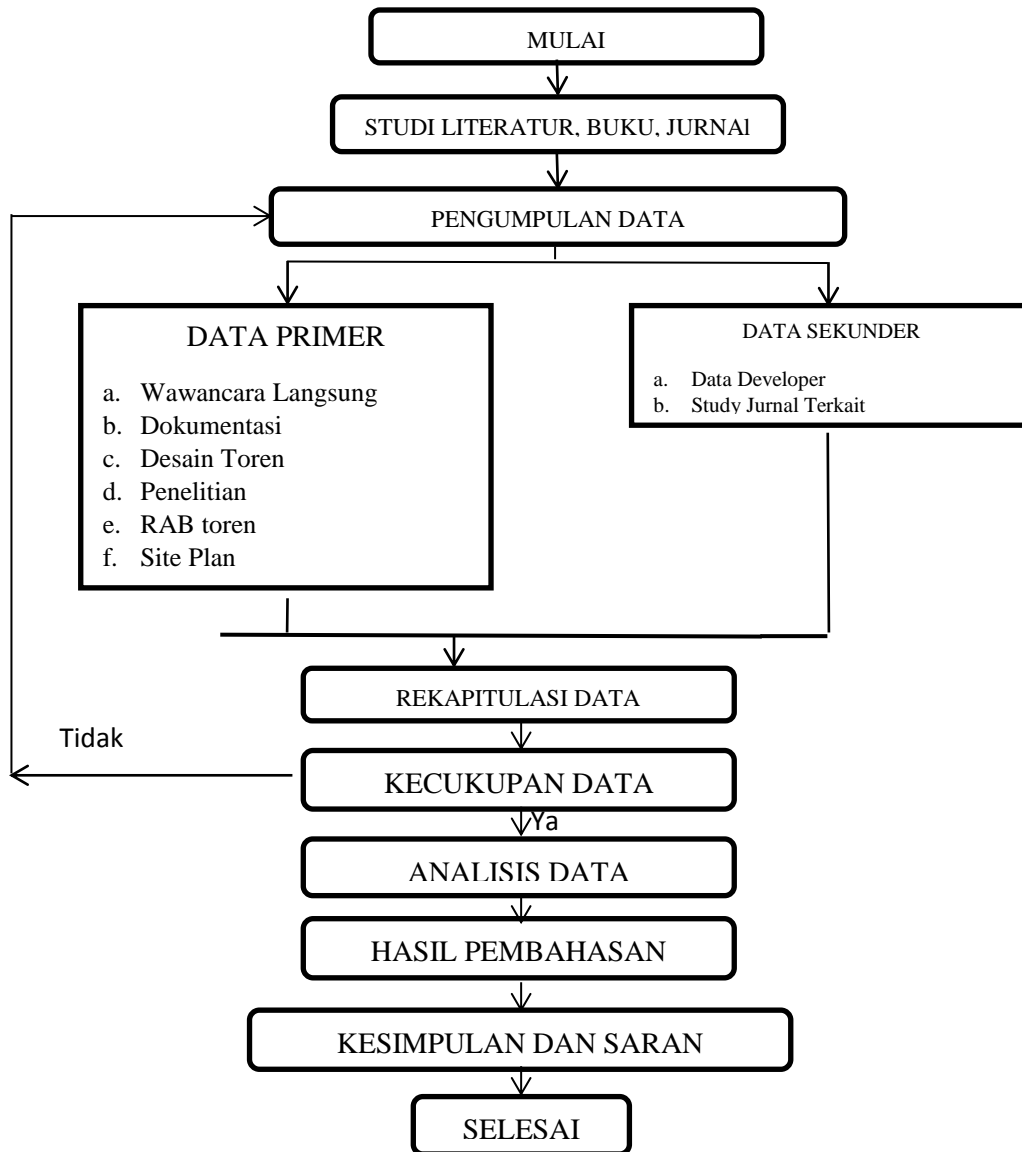 MULAI
STUDI LITERATUR, BUKU, JURNAl
PENGUMPULAN DATA
DATA PRIMER
a. Wawancara Langsung
b. Dokumentasi
c. Desain Toren
d. Penelitian
e. RAB toren
f. Site Plan
DATA SEKUNDER
a. Data Developer
b. Study Jurnal Terkait
REKAPITULASI DATA
Tidak
KECUKUPAN DATA
Ya
ANALISIS DATA
HASIL PEMBAHASAN
KESIMPULAN DAN SARAN
SELESAI